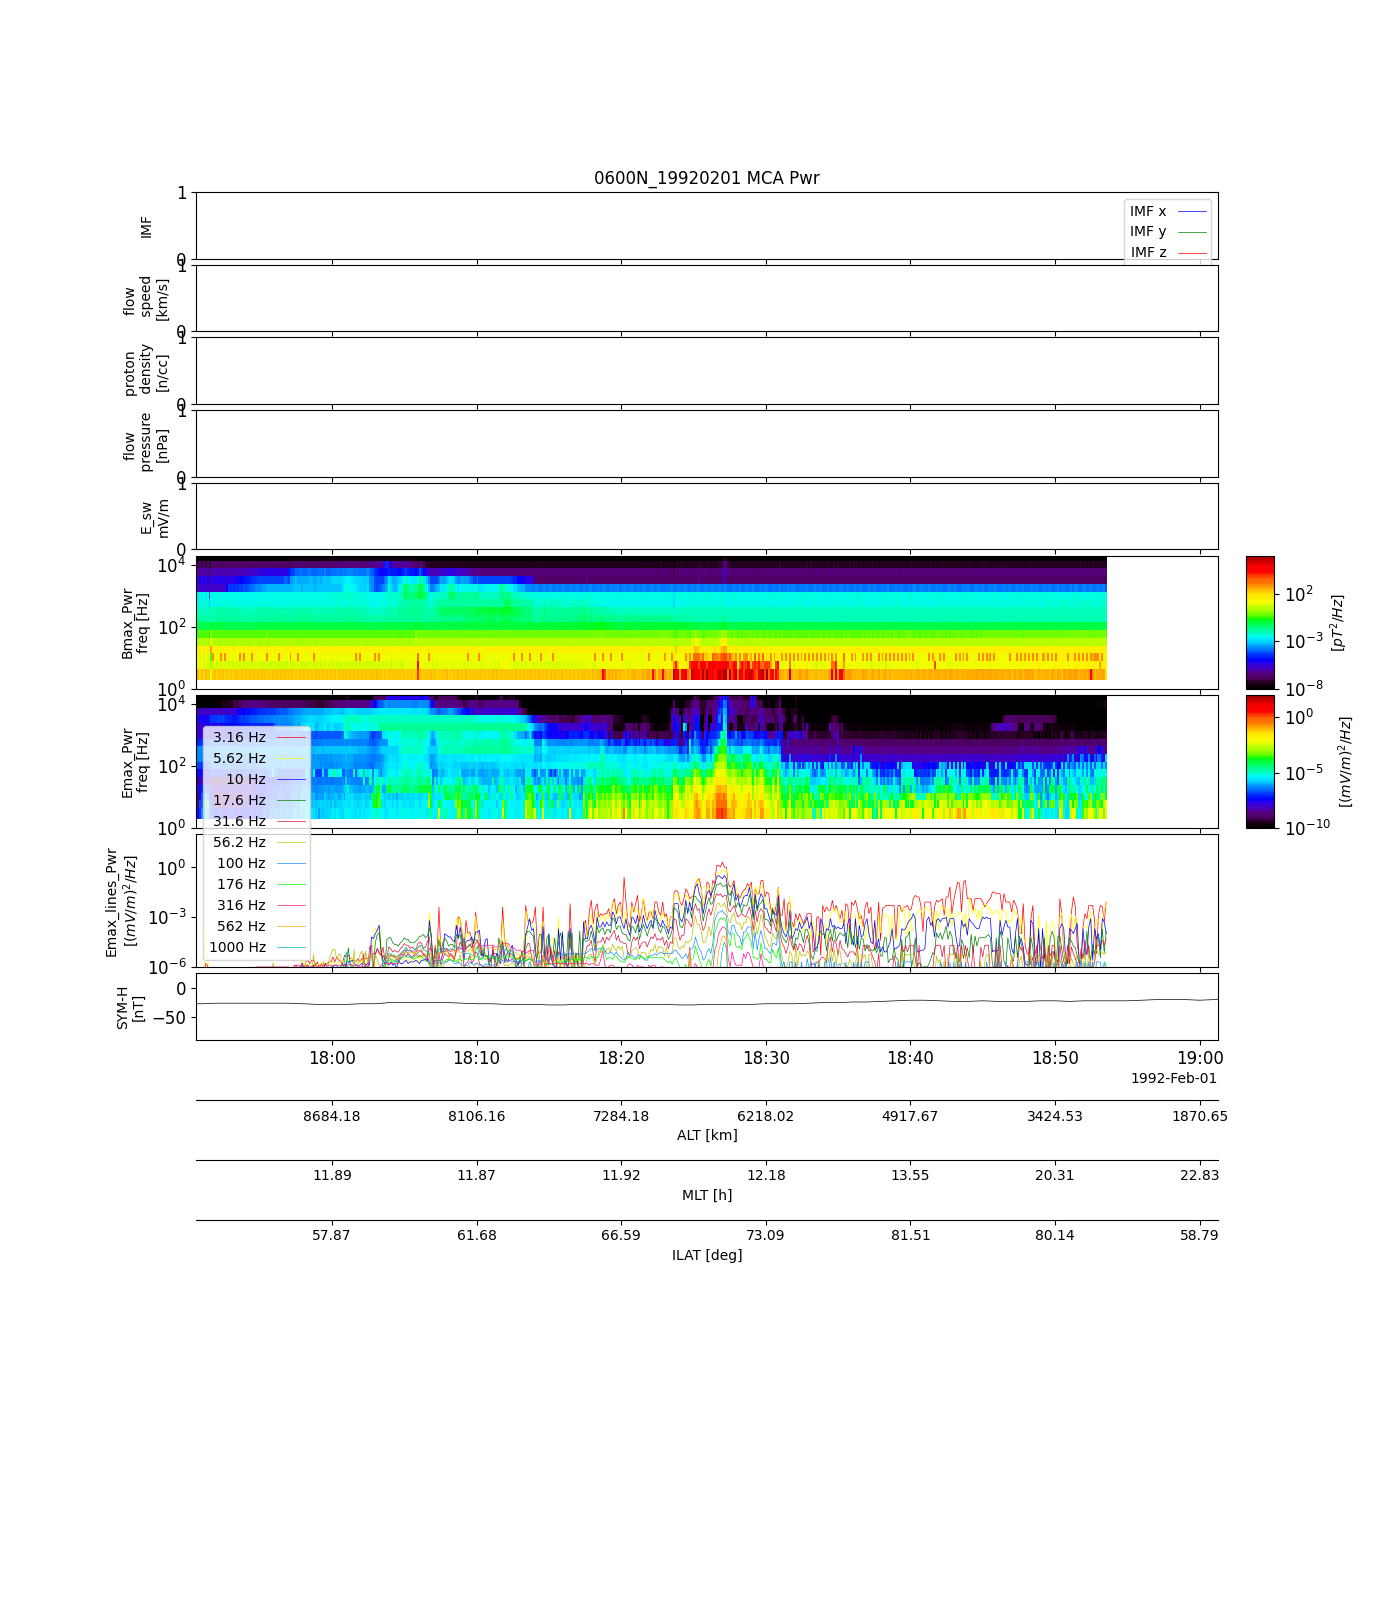 0600N_19920201 MCA Pwr
1
0
IMF
IMF x
IMF y
IMF z
1
0
flow
speed
[km/s]
1
0
proton
density
[n/cc]
1
0
flow
pressure
[nPa]
1
0
E_sw
mV/m
10^4
10^2
10^0
Bmax_Pwr
freq [Hz]
10^2
10^-3
10^-8
[pT^2/Hz]
10^4
10^2
10^0
Emax_Pwr
freq [Hz]
10^0
10^-5
10^-10
[(mV/m)^2/Hz]
3.16 Hz
5.62 Hz
10 Hz
17.6 Hz
31.6 Hz
56.2 Hz
100 Hz
176 Hz
316 Hz
562 Hz
1000 Hz
10^0
10^-3
10^-6
Emax_lines_Pwr
[(mV/m)^2/Hz]
0
−50
SYM-H
[nT]
18:00 18:10 18:20 18:30 18:40 18:50 19:00
1992-Feb-01
8684.18 8106.16 7284.18 6218.02 4917.67 3424.53 1870.65
ALT [km]
11.89 11.87 11.92 12.18 13.55 20.31 22.83
MLT [h]
57.87 61.68 66.59 73.09 81.51 80.14 58.79
ILAT [deg]